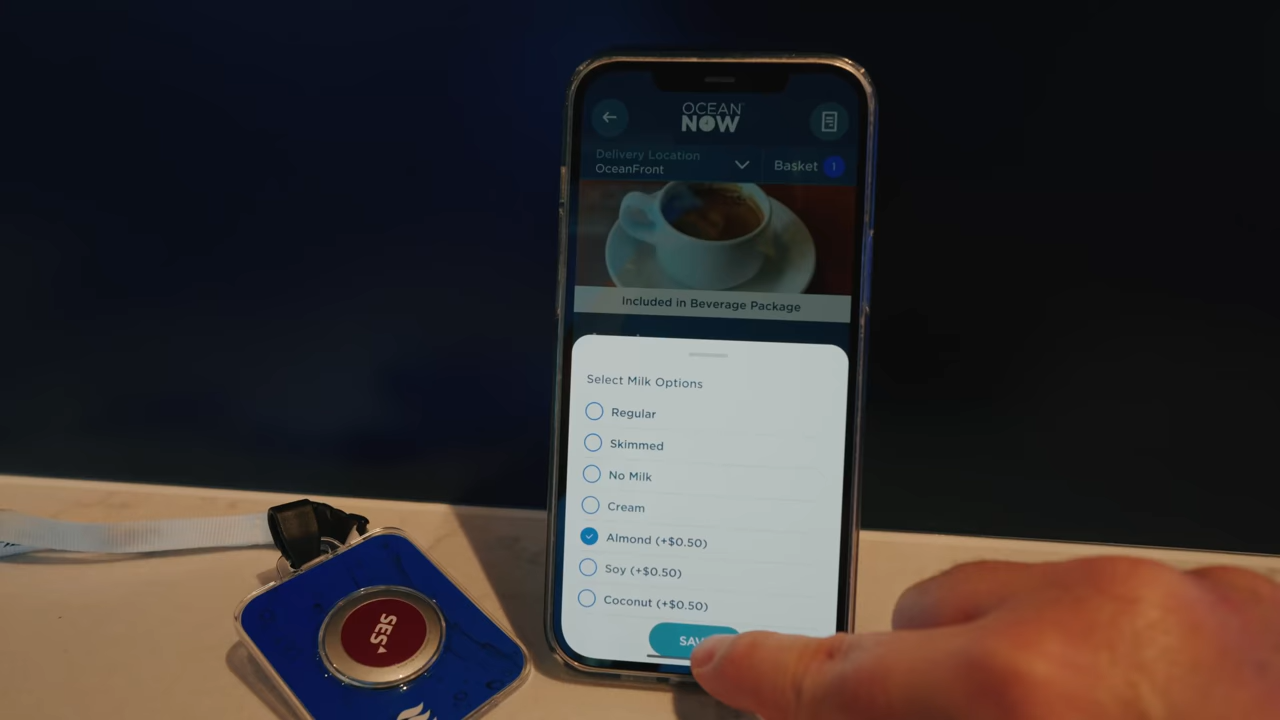 OCEAN
NOW
Delivery Location
OceanFront
Basket 1
Included in Beverage Package
Select Milk Options
Regular
Skimmed
No Milk
Cream
Almond (+$0.50)
Soy (+$0.50)
Coconut (+$0.50)
SAV
SES